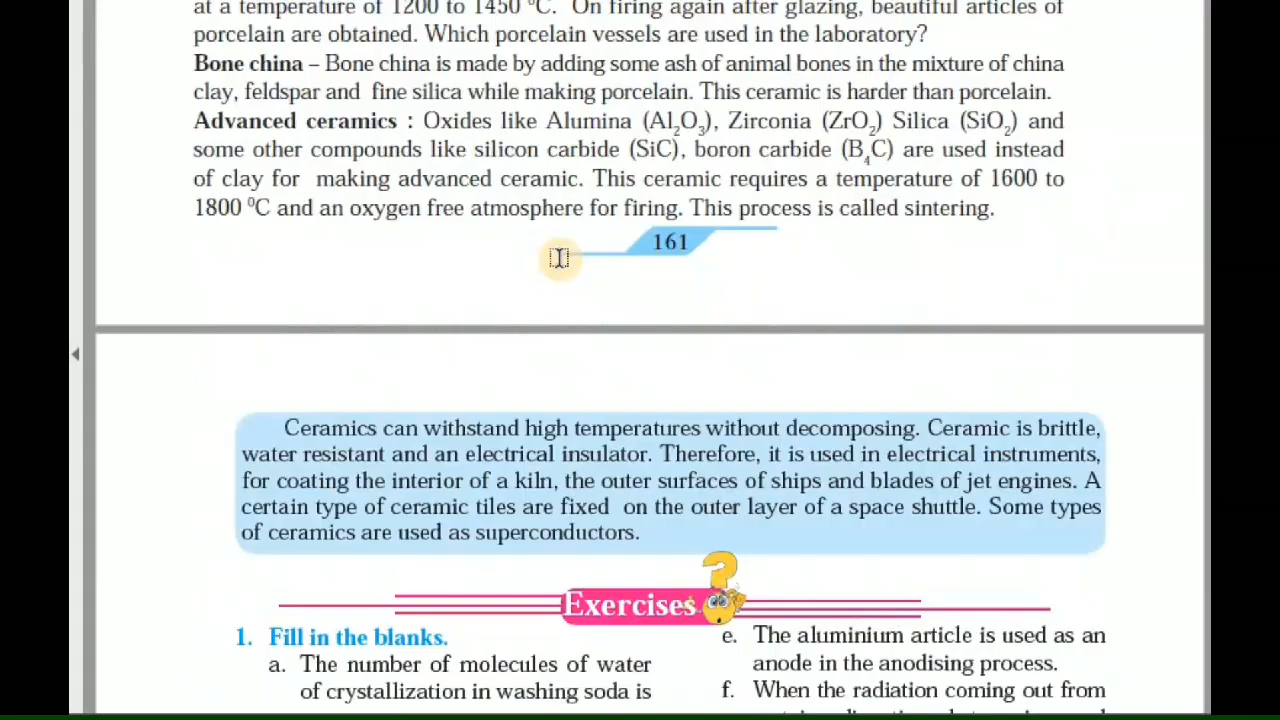 at a temperature of 1200 to 1450 ⁰C. On firing again after glazing, beautiful articles of
porcelain are obtained. Which porcelain vessels are used in the laboratory?
Bone china – Bone china is made by adding some ash of animal bones in the mixture of china
clay, feldspar and fine silica while making porcelain. This ceramic is harder than porcelain.
Advanced ceramics : Oxides like Alumina (Al₂O₃), Zirconia (ZrO₂) Silica (SiO₂) and
some other compounds like silicon carbide (SiC), boron carbide (B₄C) are used instead
of clay for making advanced ceramic. This ceramic requires a temperature of 1600 to
1800 ⁰C and an oxygen free atmosphere for firing. This process is called sintering.
161
Ceramics can withstand high temperatures without decomposing. Ceramic is brittle,
water resistant and an electrical insulator. Therefore, it is used in electrical instruments,
for coating the interior of a kiln, the outer surfaces of ships and blades of jet engines. A
certain type of ceramic tiles are fixed on the outer layer of a space shuttle. Some types
of ceramics are used as superconductors.
Exercises
1. Fill in the blanks.
a. The number of molecules of water
of crystallization in washing soda is
e. The aluminium article is used as an
anode in the anodising process.
f. When the radiation coming out from